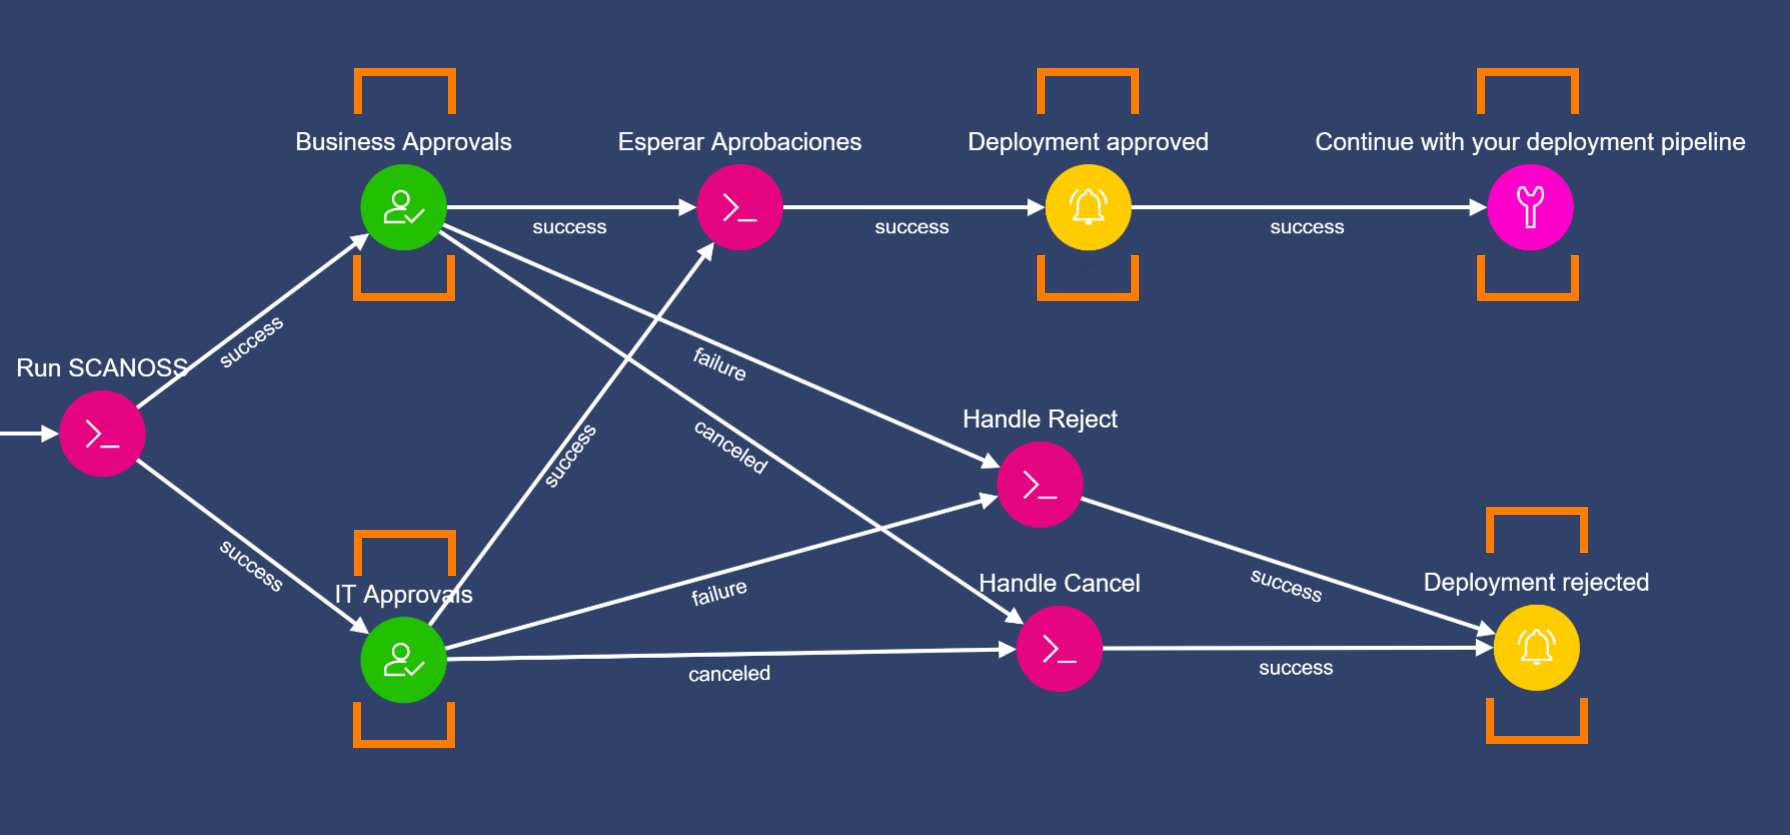 Business Approvals
Esperar Aprobaciones
Deployment approved
Continue with your deployment pipeline
success
success
success
success
Run SCANOSS
failure
canceled
success
Handle Reject
success
IT Approvals
failure
canceled
Handle Cancel
success
success
Deployment rejected